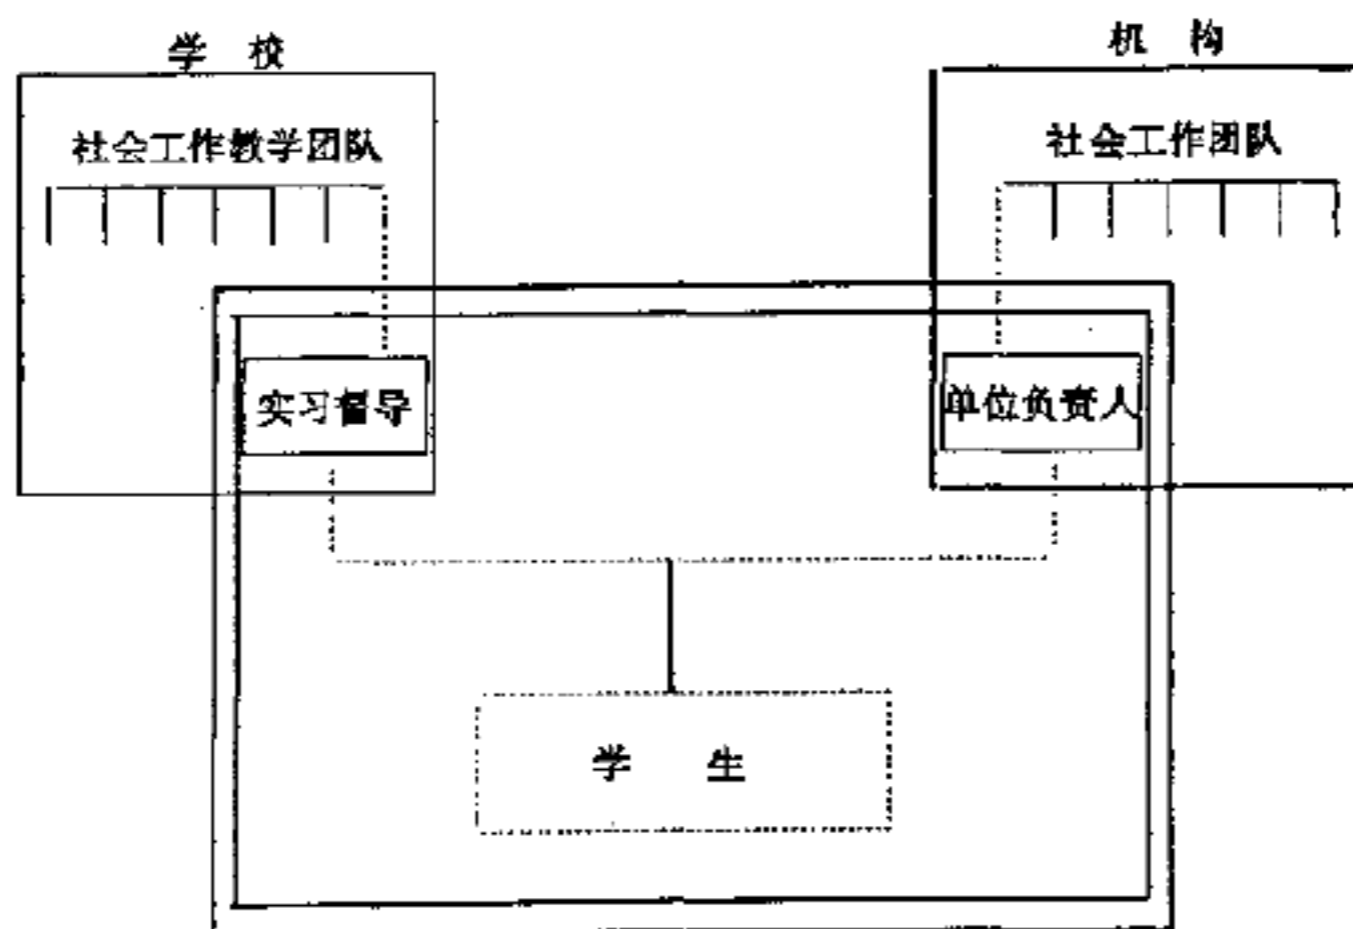 学 校
机 构
社会工作教学团队
社会工作团队
实习督导
单位负责人
学 生